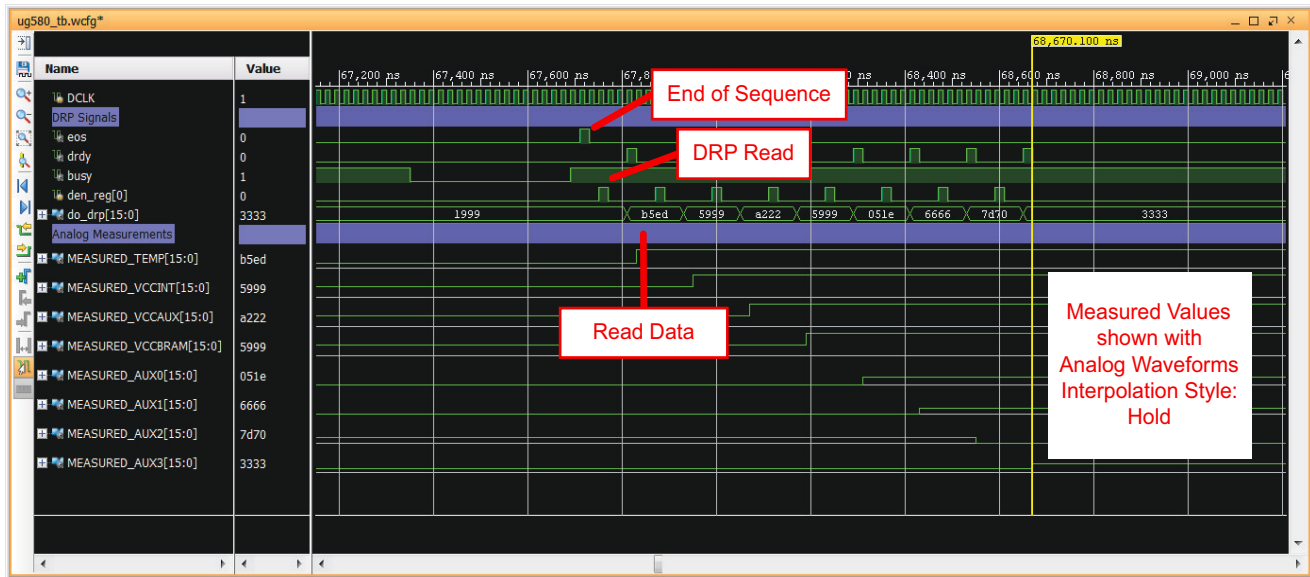 ug580_tb.wcfg*
68,670.100 ns
Name Value
67,200 ns 67,400 ns 67,600 ns 67,8 0 ns 68,400 ns 68,600 ns 68,800 ns 69,000 ns
DCLK 1
End of Sequence
DRP Signals
eos 0
drdy 0
DRP Read
busy 1
den_reg[0] 0
do_drp[15:0] 3333 1999 b5ed 5999 a222 5999 051e 6666 7d70 3333
Analog Measurements
MEASURED_TEMP[15:0] b5ed
MEASURED_VCCINT[15:0] 5999
MEASURED_VCCAUX[15:0] a222
Read Data
MEASURED_VCCBRAM[15:0] 5999
MEASURED_AUX0[15:0] 051e
MEASURED_AUX1[15:0] 6666
MEASURED_AUX2[15:0] 7d70
MEASURED_AUX3[15:0] 3333
Measured Values
shown with
Analog Waveforms
Interpolation Style:
Hold